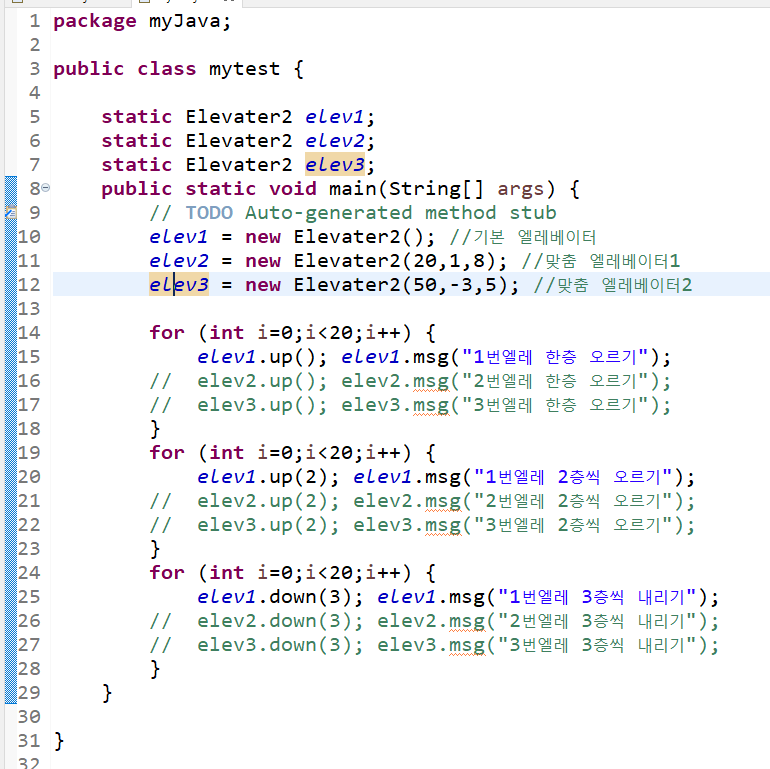 1 package myJava;
2
3 public class mytest {
4
5     static Elevater2 elev1;
6     static Elevater2 elev2;
7     static Elevater2 elev3;
8     public static void main(String[] args) {
9         // TODO Auto-generated method stub
10         elev1 = new Elevater2(); //기본 엘레베이터
11         elev2 = new Elevater2(20,1,8); //맞춤 엘레베이터1
12         elev3 = new Elevater2(50,-3,5); //맞춤 엘레베이터2
13
14         for (int i=0;i<20;i++) {
15             elev1.up(); elev1.msg("1번엘레 한층 오르기");
16         //  elev2.up(); elev2.msg("2번엘레 한층 오르기");
17         //  elev3.up(); elev3.msg("3번엘레 한층 오르기");
18         }
19         for (int i=0;i<20;i++) {
20             elev1.up(2); elev1.msg("1번엘레 2층씩 오르기");
21         //  elev2.up(2); elev2.msg("2번엘레 2층씩 오르기");
22         //  elev3.up(2); elev3.msg("3번엘레 2층씩 오르기");
23         }
24         for (int i=0;i<20;i++) {
25             elev1.down(3); elev1.msg("1번엘레 3층씩 내리기");
26         //  elev2.down(3); elev2.msg("2번엘레 3층씩 내리기");
27         //  elev3.down(3); elev3.msg("3번엘레 3층씩 내리기");
28         }
29     }
30
31 }
32